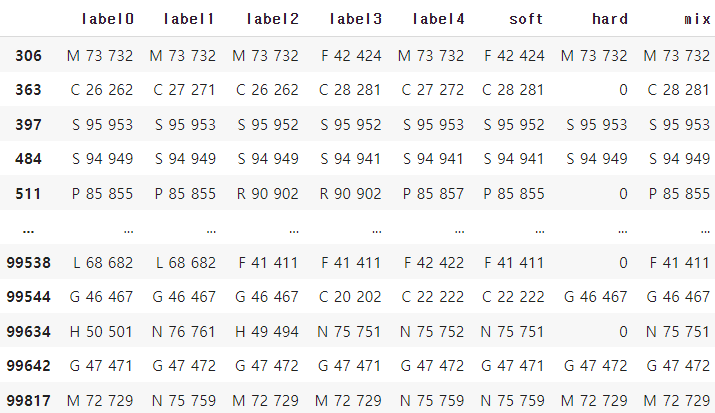 label0 label1 label2 label3 label4 soft hard mix
306 M 73 732 M 73 732 M 73 732 F 42 424 M 73 732 F 42 424 M 73 732 M 73 732
363 C 26 262 C 27 271 C 26 262 C 28 281 C 27 272 C 28 281 0 C 28 281
397 S 95 953 S 95 953 S 95 952 S 95 952 S 95 953 S 95 952 S 95 953 S 95 953
484 S 94 949 S 94 949 S 94 949 S 94 941 S 94 941 S 94 941 S 94 949 S 94 949
511 P 85 855 P 85 855 R 90 902 R 90 902 P 85 857 P 85 855 0 P 85 855
... ... ... ... ... ... ... ... ...
99538 L 68 682 L 68 682 F 41 411 F 41 411 F 42 422 F 41 411 0 F 41 411
99544 G 46 467 G 46 467 G 46 467 C 20 202 C 22 222 C 22 222 G 46 467 G 46 467
99634 H 50 501 N 76 761 H 49 494 N 75 751 N 75 752 N 75 751 0 N 75 751
99642 G 47 471 G 47 472 G 47 472 G 47 471 G 47 472 G 47 471 G 47 472 G 47 472
99817 M 72 729 N 75 759 M 72 729 M 72 729 N 75 759 N 75 759 M 72 729 M 72 729